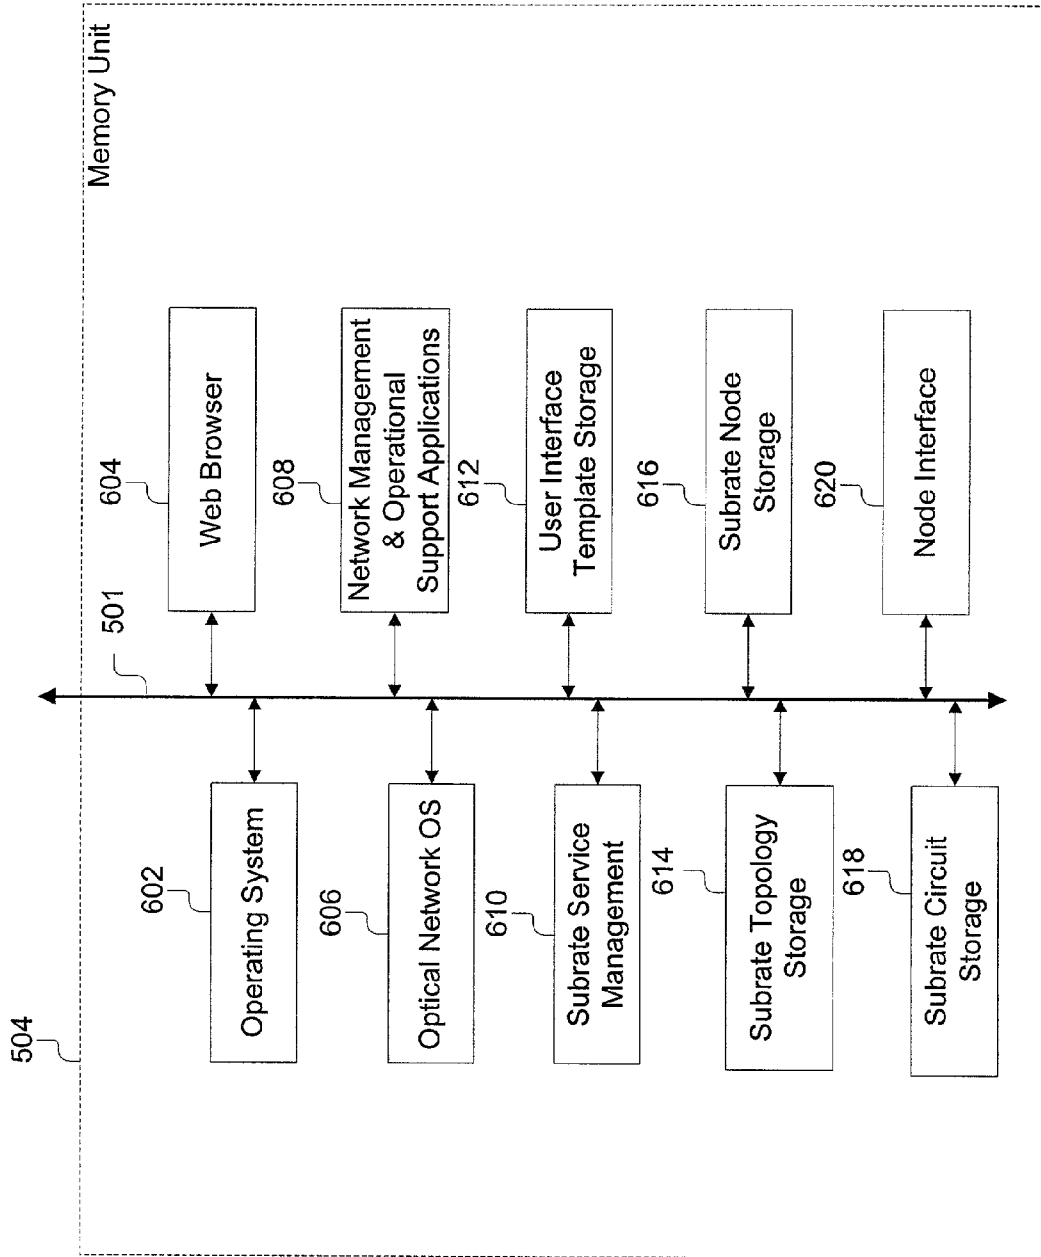 504
Memory Unit
501
602
Operating System
604
Web Browser
606
Optical Network OS
608
Network Management
& Operational
Support Applications
610
Subrate Service
Management
612
User Interface
Template Storage
614
Subrate Topology
Storage
616
Subrate Node
Storage
618
Subrate Circuit
Storage
620
Node Interface